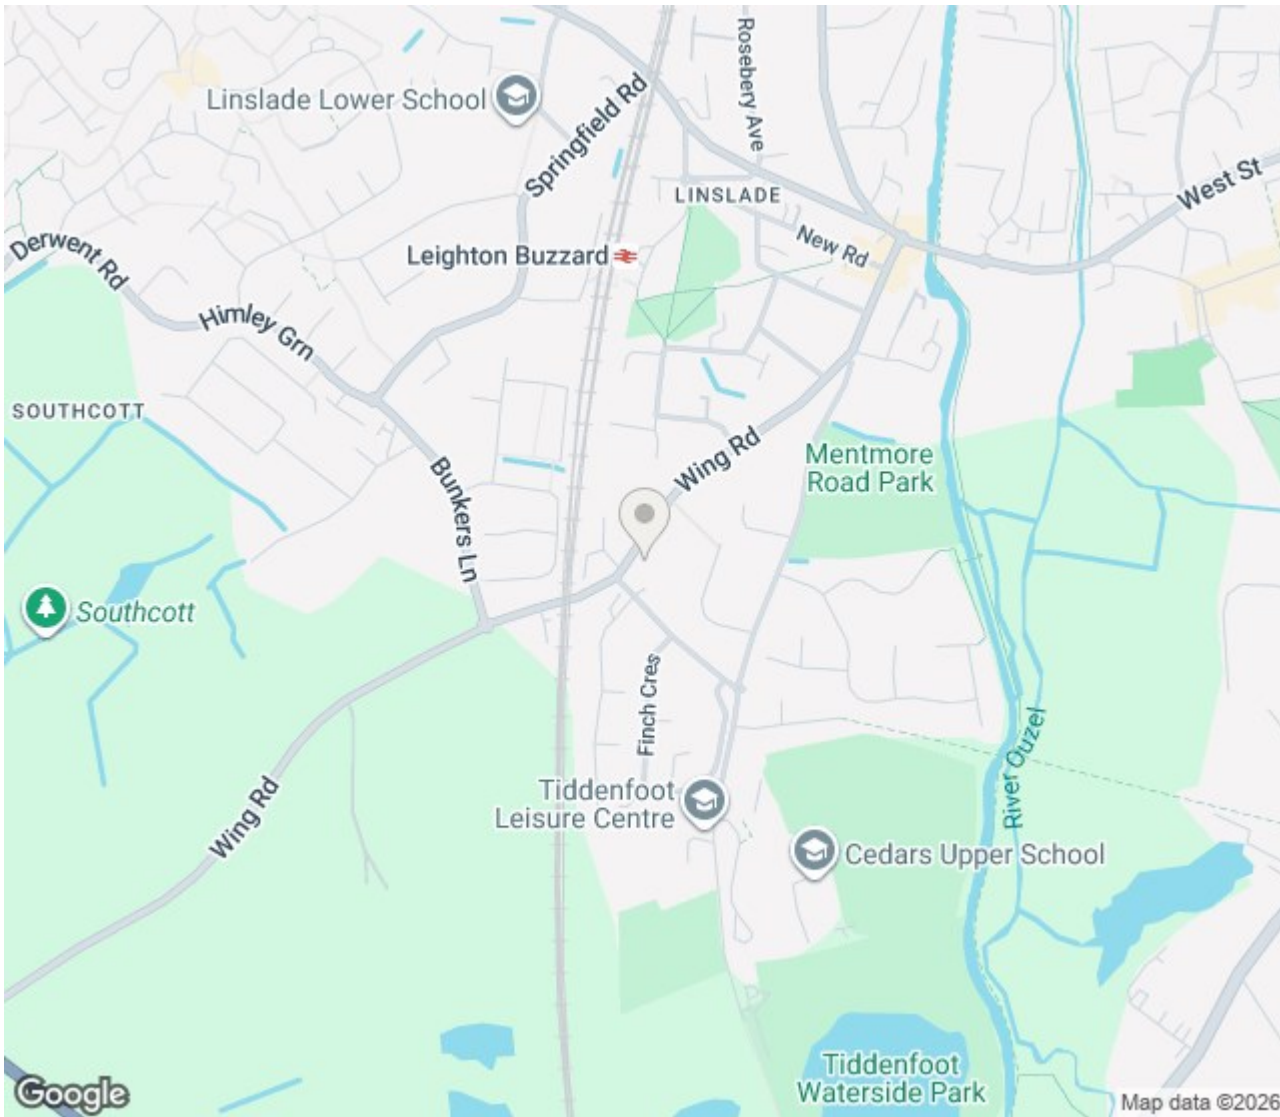 Rosebery Ave
Linslade Lower School
Springfield Rd
LINSLADE
West St
New Rd
Derwent Rd
Leighton Buzzard
Himley Grn
SOUTHCOTT
Wing Rd
Mentmore
Road Park
Bunkers Ln
Southcott
Finch Cres
River Ouzel
Tiddenfoot
Leisure Centre
Wing Rd
Cedars Upper School
Tiddenfoot
Waterside Park
Google
Map data ©2026